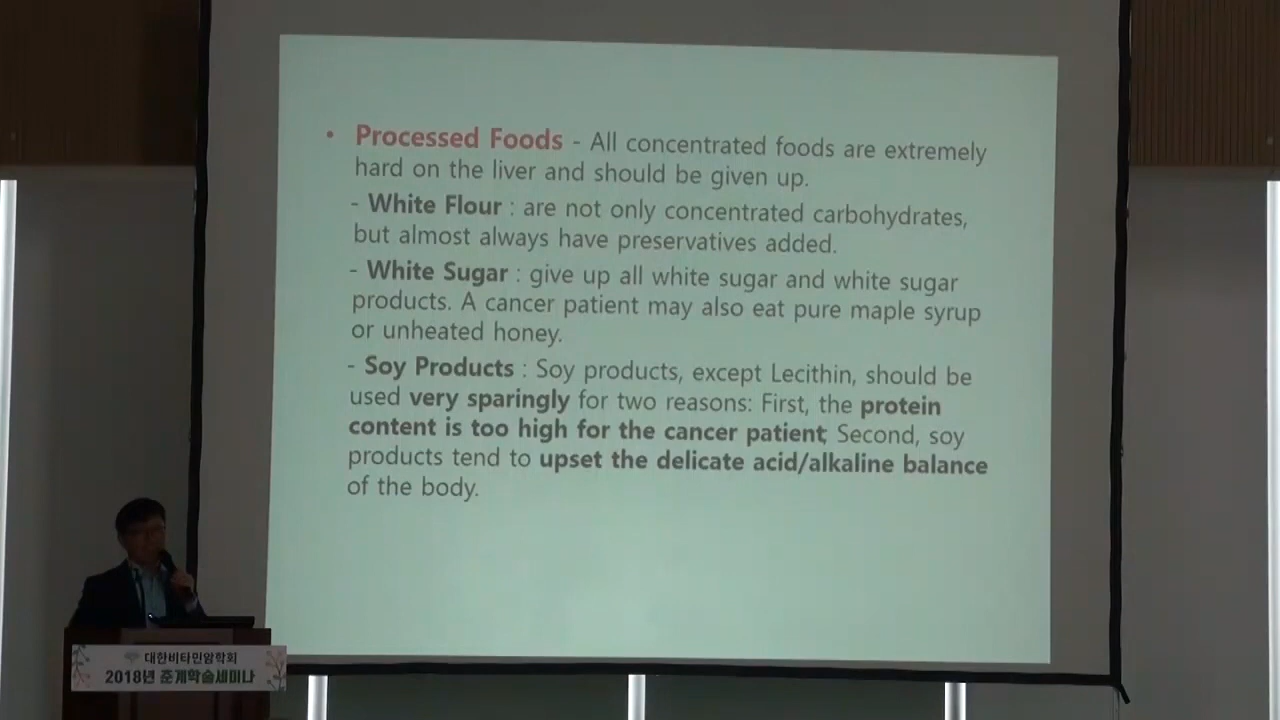 • Processed Foods - All concentrated foods are extremely
hard on the liver and should be given up.
- White Flour : are not only concentrated carbohydrates,
but almost always have preservatives added.
- White Sugar : give up all white sugar and white sugar
products. A cancer patient may also eat pure maple syrup
or unheated honey.
- Soy Products : Soy products, except Lecithin, should be
used very sparingly for two reasons: First, the protein
content is too high for the cancer patient; Second, soy
products tend to upset the delicate acid/alkaline balance
of the body.
대한비타민암학회
2018년 춘계학술세미나